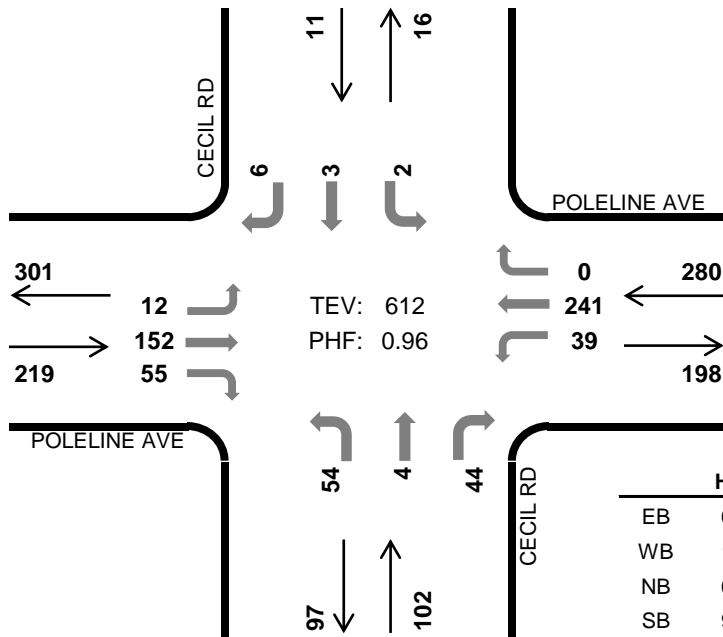 11
16
CECIL RD
6
3
2
POLELINE AVE
301
0
280
12
TEV: 612
241
152
PHF: 0.96
39
219
55
198
POLELINE AVE
54
4
44
CECIL RD
97
102
H
EB
WB
NB
SB